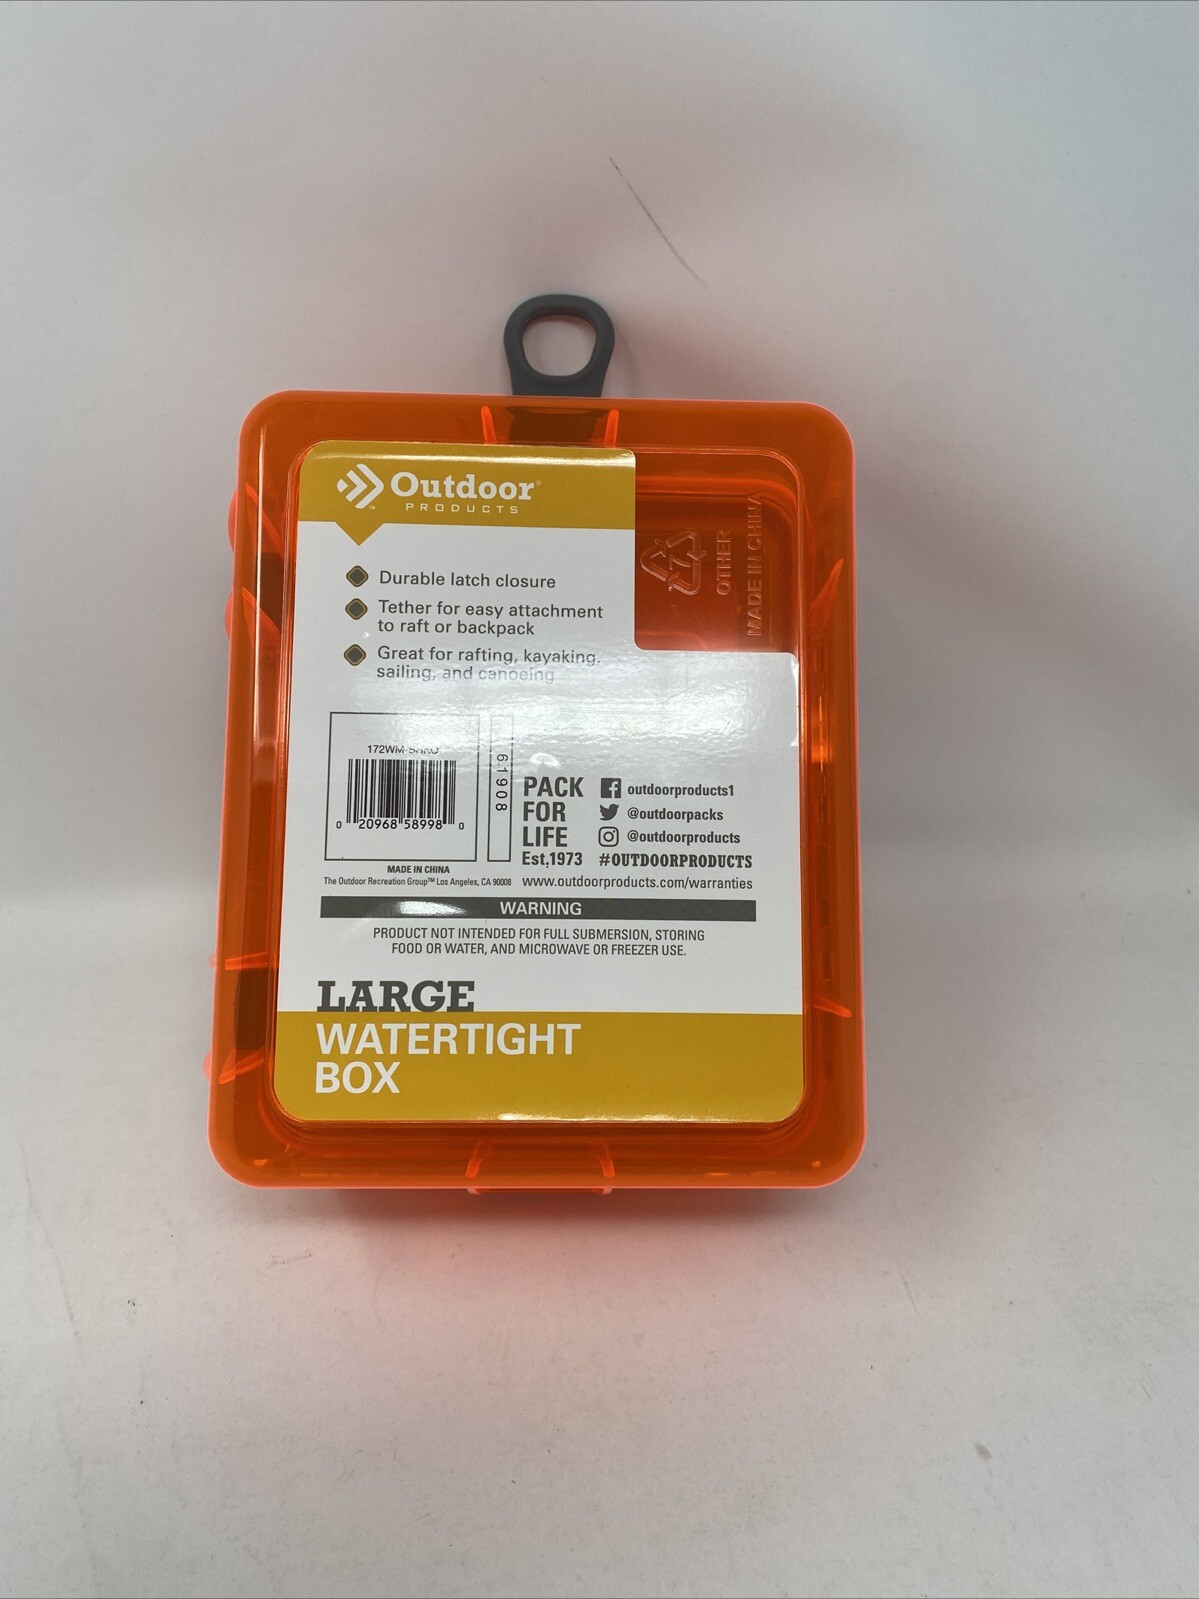 Outdoor®
PRODUCTS
™
Durable latch closure
Tether for easy attachment
to raft or backpack
Great for rafting, kayaking,
sailing, and canoeing
7
OTHER
MADE IN CHINA
0 20968 58998 0
61908
MADE IN CHINA
The Outdoor Recreation Group™ Los Angeles, CA 90008
PACK
FOR
LIFE
Est,1973
outdoorproducts1
@outdoorpacks
@outdoorproducts
#OUTDOORPRODUCTS
www.outdoorproducts.com/warranties
WARNING
PRODUCT NOT INTENDED FOR FULL SUBMERSION, STORING
FOOD OR WATER, AND MICROWAVE OR FREEZER USE.
LARGE
WATERTIGHT
BOX